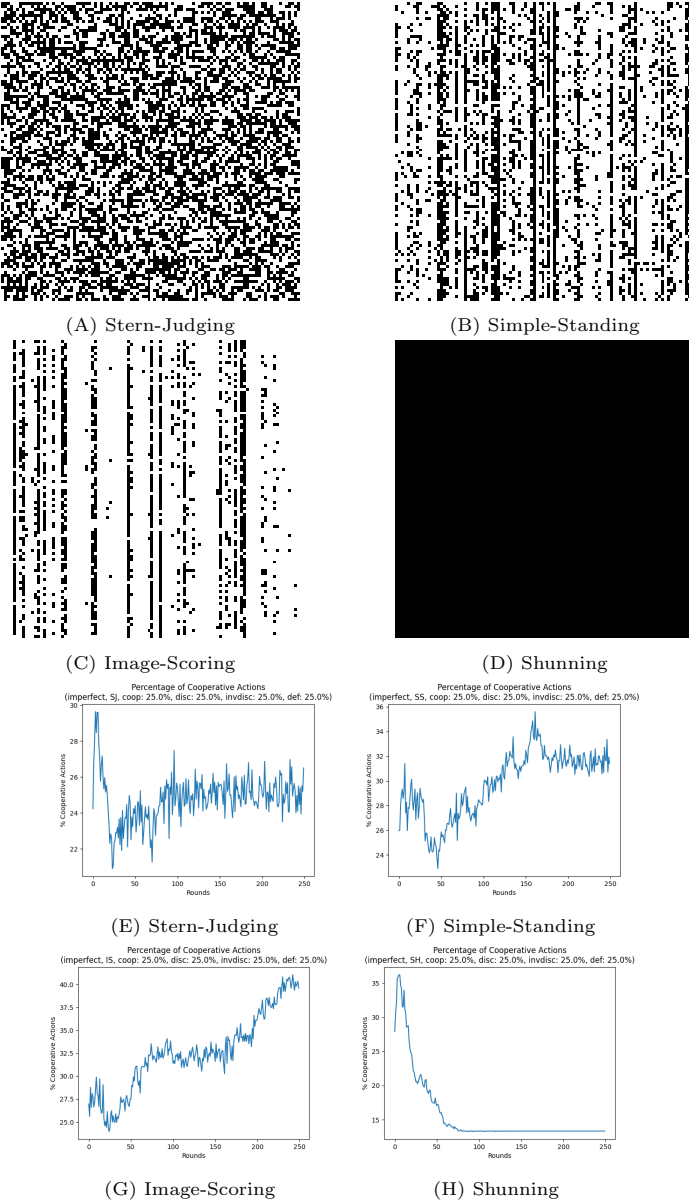 (A) Stern-Judging
(B) Simple-Standing
(C) Image-Scoring
(D) Shunning
Percentage of Cooperative Actions
(imperfect, SJ, coop: 25.0%, disc: 25.0%, invdisc: 25.0%, def: 25.0%)
30
28
26
24
22
% Cooperative Actions
0 50 100 150 200 250
Rounds
(E) Stern-Judging
Percentage of Cooperative Actions
(imperfect, SS, coop: 25.0%, disc: 25.0%, invdisc: 25.0%, def: 25.0%)
36
34
32
30
28
26
24
% Cooperative Actions
0 50 100 150 200 250
Rounds
(F) Simple-Standing
Percentage of Cooperative Actions
(imperfect, IS, coop: 25.0%, disc: 25.0%, invdisc: 25.0%, def: 25.0%)
40.0
37.5
35.0
32.5
30.0
27.5
25.0
% Cooperative Actions
0 50 100 150 200 250
Rounds
(G) Image-Scoring
Percentage of Cooperative Actions
(imperfect, SH, coop: 25.0%, disc: 25.0%, invdisc: 25.0%, def: 25.0%)
35
30
25
20
15
% Cooperative Actions
0 50 100 150 200 250
Rounds
(H) Shunning